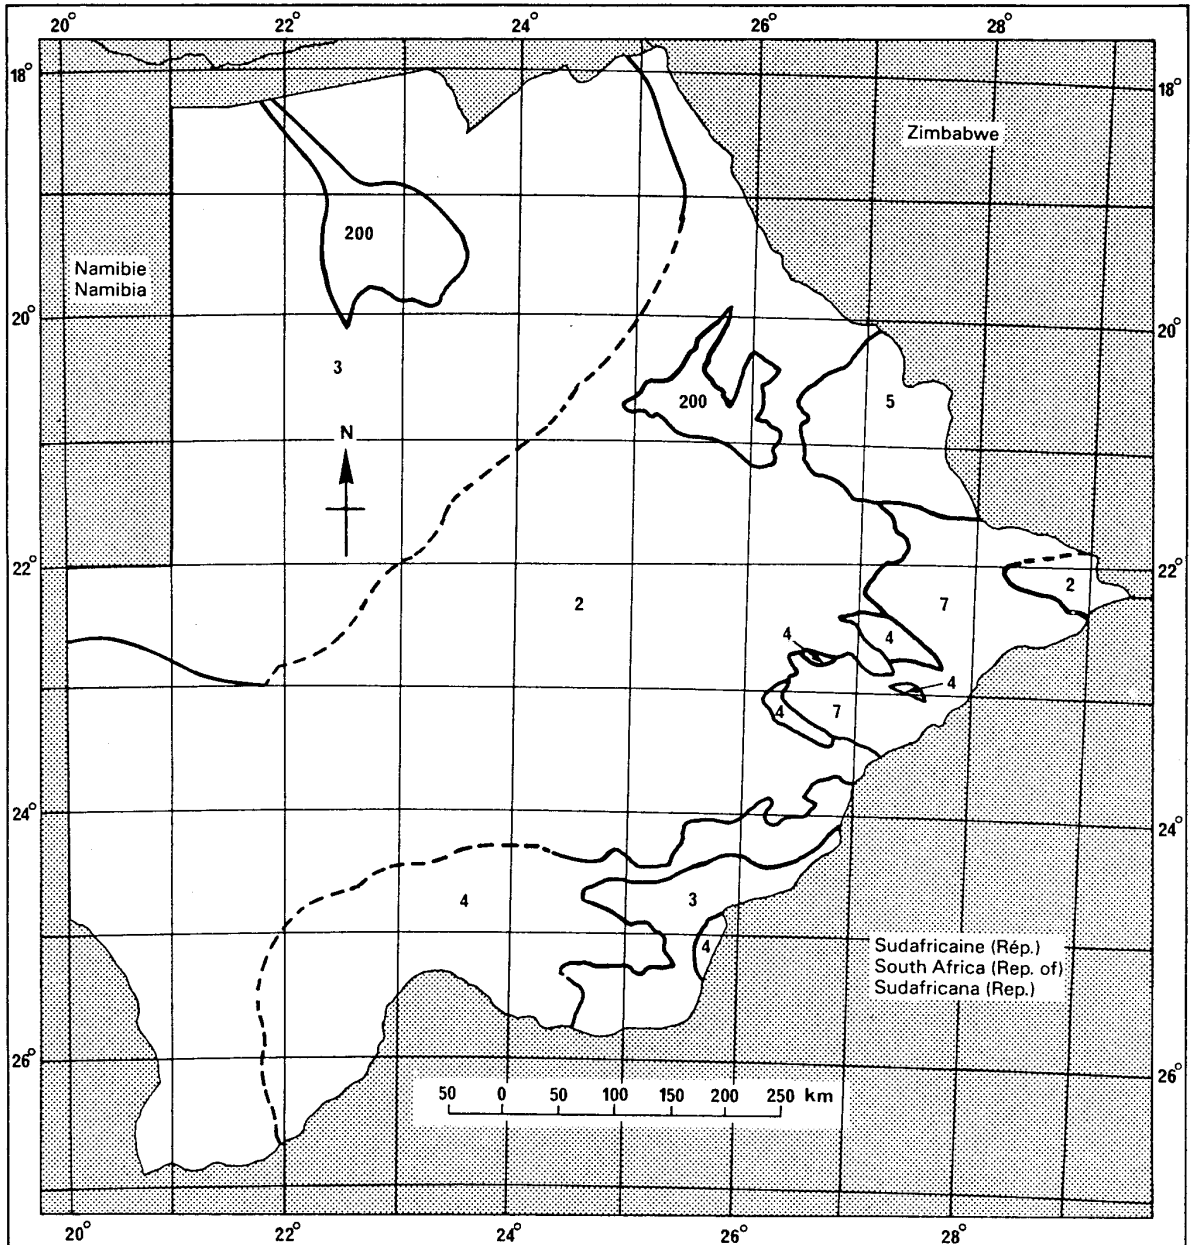 20° 22° 24° 26° 28°
18° 18°
Zimbabwe
200
Namibie
Namibia
20° 20°
3
200 5
N
22° 22°
2
2 7
4 4
4
4 7
24° 24°
4 3
4
Sudafricaine (Rép.)
South Africa (Rep. of)
Sudafricana (Rep.)
26° 26°
50 0 50 100 150 200 250 km
20° 22° 24° 26° 28°